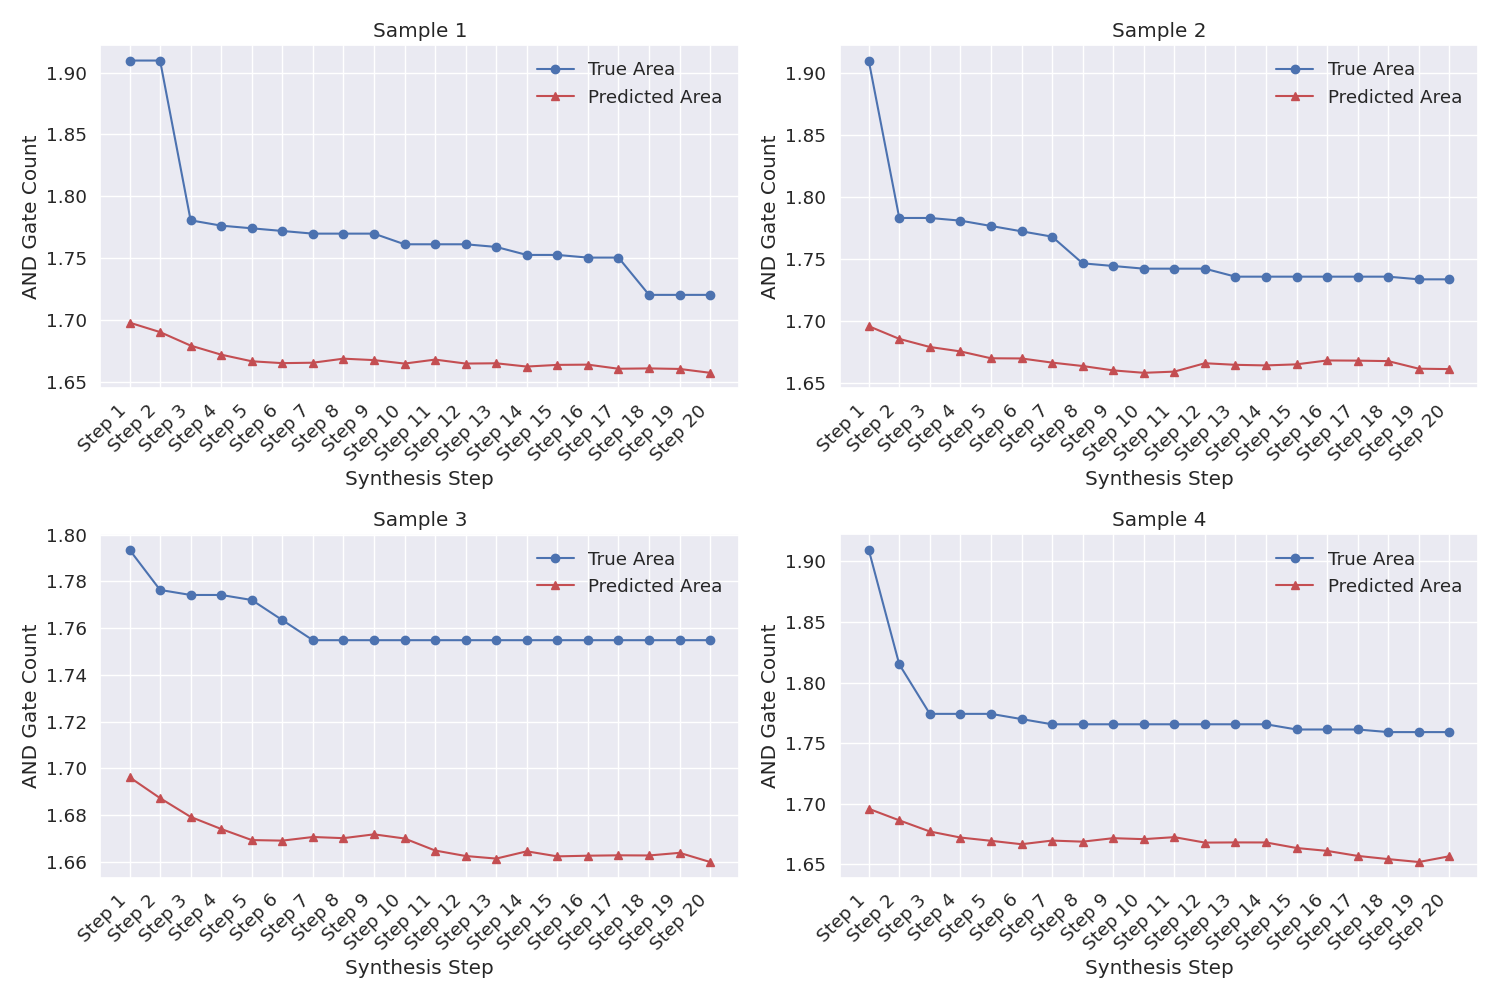 Sample 1
AND Gate Count
1.90
1.85
1.80
1.75
1.70
1.65
True Area
Predicted Area
Step 1
Step 2
Step 3
Step 4
Step 5
Step 6
Step 7
Step 8
Step 9
Step 10
Step 11
Step 12
Step 13
Step 14
Step 15
Step 16
Step 17
Step 18
Step 19
Step 20
Synthesis Step
Sample 2
AND Gate Count
1.90
1.85
1.80
1.75
1.70
1.65
True Area
Predicted Area
Step 1
Step 2
Step 3
Step 4
Step 5
Step 6
Step 7
Step 8
Step 9
Step 10
Step 11
Step 12
Step 13
Step 14
Step 15
Step 16
Step 17
Step 18
Step 19
Step 20
Synthesis Step
Sample 3
AND Gate Count
1.80
1.78
1.76
1.74
1.72
1.70
1.68
1.66
True Area
Predicted Area
Step 1
Step 2
Step 3
Step 4
Step 5
Step 6
Step 7
Step 8
Step 9
Step 10
Step 11
Step 12
Step 13
Step 14
Step 15
Step 16
Step 17
Step 18
Step 19
Step 20
Synthesis Step
Sample 4
AND Gate Count
1.90
1.85
1.80
1.75
1.70
1.65
True Area
Predicted Area
Step 1
Step 2
Step 3
Step 4
Step 5
Step 6
Step 7
Step 8
Step 9
Step 10
Step 11
Step 12
Step 13
Step 14
Step 15
Step 16
Step 17
Step 18
Step 19
Step 20
Synthesis Step